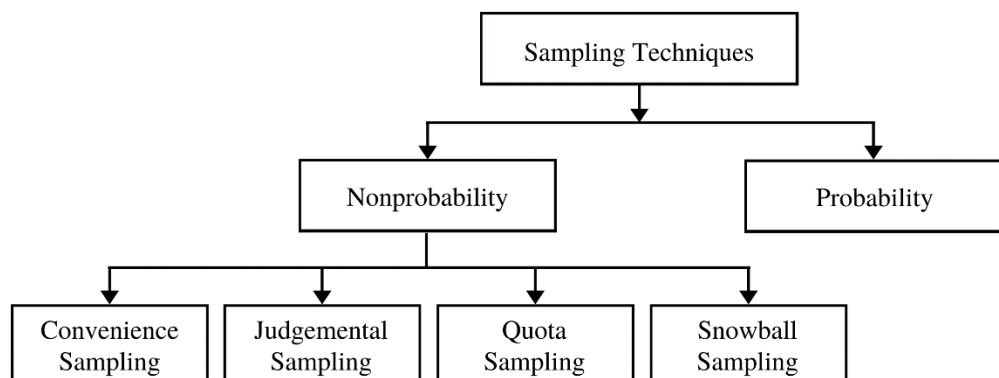 Sampling Techniques
Nonprobability
Probability
Convenience
Sampling
Judgemental
Sampling
Quota
Sampling
Snowball
Sampling